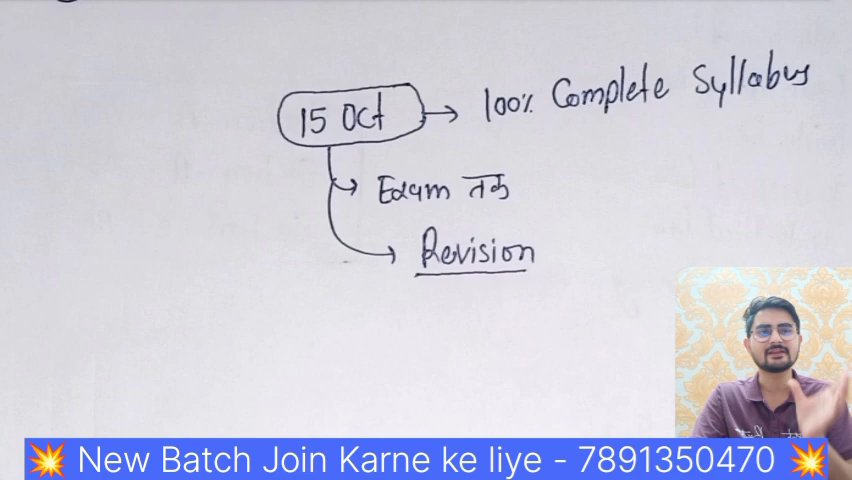 15 Oct → 100% Complete Syllabus
Exam तक
Revision
💥 New Batch Join Karne ke liye - 7891350470 💥